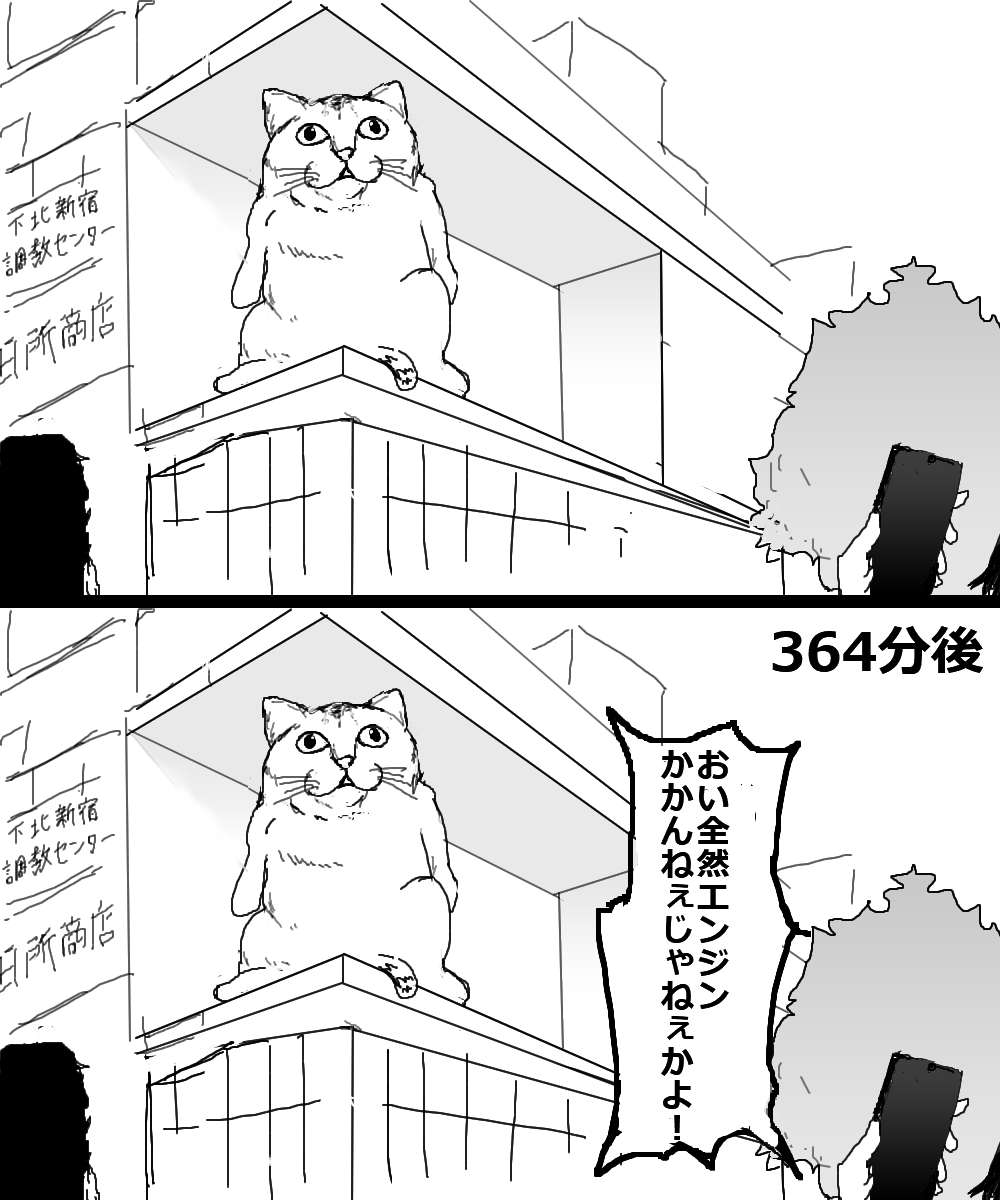 下北新宿
調教センター
日所商店
364分後
下北新宿
調教センター
日所商店
おい全然エンジン
かかんねぇじゃねぇかよ！